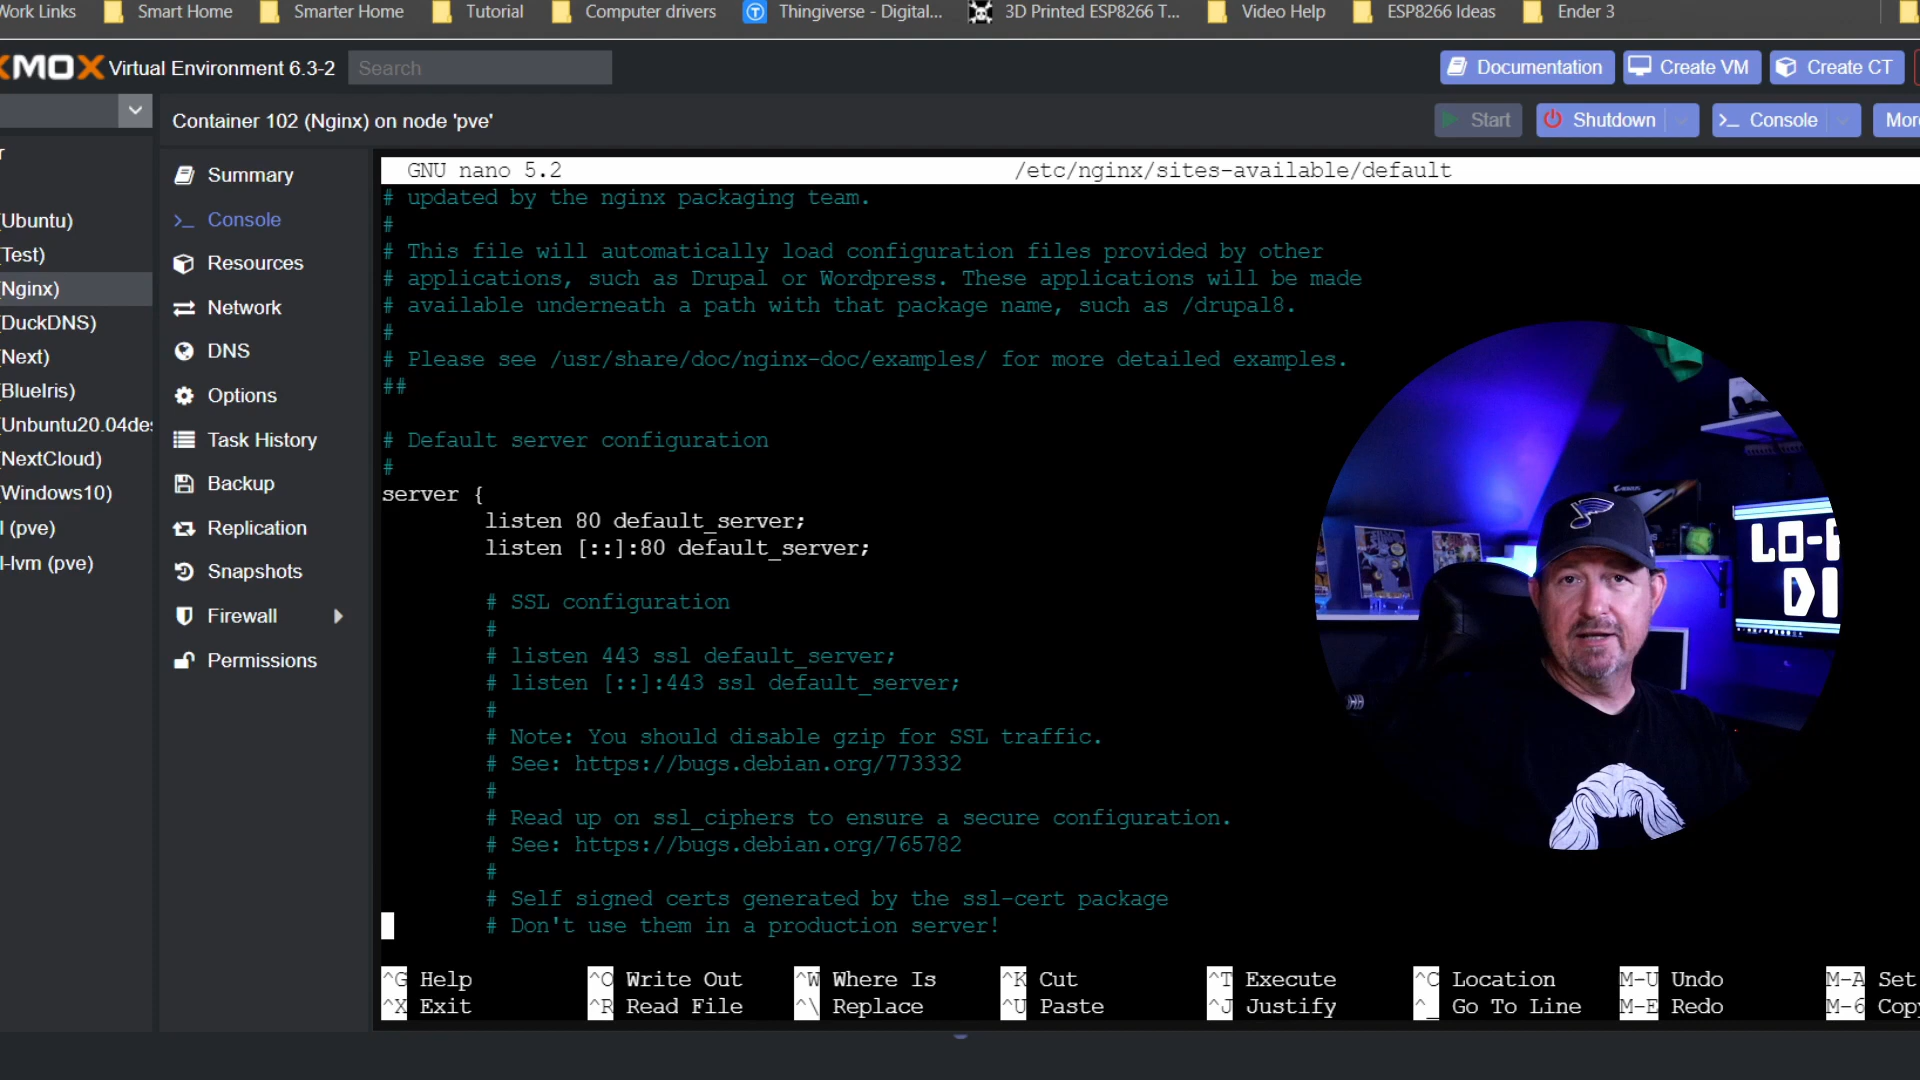 Work Links Smart Home Smarter Home Tutorial Computer drivers Thingiverse - Digital... 3D Printed ESP8266 T... Video Help ESP8266 Ideas Ender 3
XMOX Virtual Environment 6.3-2 Search Documentation Create VM Create CT
Container 102 (Nginx) on node 'pve' Start Shutdown Console More
(Ubuntu)
(Test)
(Nginx)
(DuckDNS)
(Next)
(BlueIris)
(Unbuntu20.04des
(NextCloud)
(Windows10)
l (pve)
l-lvm (pve)
Summary
Console
Resources
Network
DNS
Options
Task History
Backup
Replication
Snapshots
Firewall
Permissions
GNU nano 5.2 /etc/nginx/sites-available/default
# updated by the nginx packaging team.
#
# This file will automatically load configuration files provided by other
# applications, such as Drupal or Wordpress. These applications will be made
# available underneath a path with that package name, such as /drupal8.
#
# Please see /usr/share/doc/nginx-doc/examples/ for more detailed examples.
##
# Default server configuration
#
server {
listen 80 default_server;
listen [::]:80 default_server;
# SSL configuration
#
# listen 443 ssl default_server;
# listen [::]:443 ssl default_server;
#
# Note: You should disable gzip for SSL traffic.
# See: https://bugs.debian.org/773332
#
# Read up on ssl_ciphers to ensure a secure configuration.
# See: https://bugs.debian.org/765782
#
# Self signed certs generated by the ssl-cert package
# Don't use them in a production server!
^G Help ^O Write Out ^W Where Is ^K Cut ^T Execute ^C Location M-U Undo M-A Set
^X Exit ^R Read File ^\ Replace ^U Paste ^J Justify ^_ Go To Line M-E Redo M-6 Copy
LO-
DI